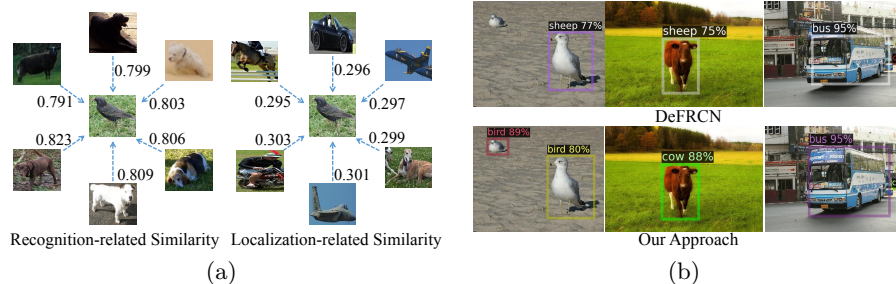 0.799
0.791
0.803
0.823
0.806
0.809
Recognition-related Similarity
0.296
0.295
0.297
0.303
0.299
0.301
Localization-related Similarity
(a)
sheep 77%
sheep 75%
bus 95%
DeFRCN
bird 89%
bird 80%
cow 88%
bus 95%
Our Approach
(b)